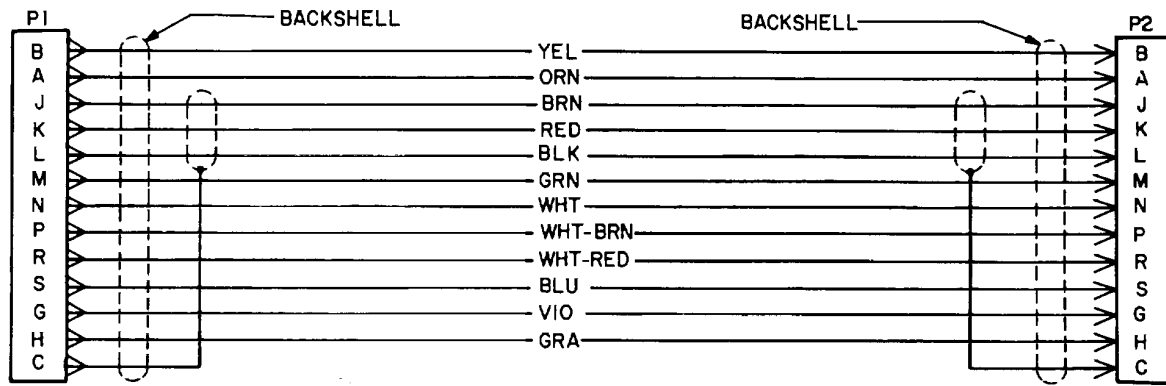 P1 BACKSHELL BACKSHELL P2
B YEL B
A ORN A
J BRN J
K RED K
L BLK L
M GRN M
N WHT N
P WHT-BRN P
R WHT-RED R
S BLU S
G VIO G
H GRA H
C C